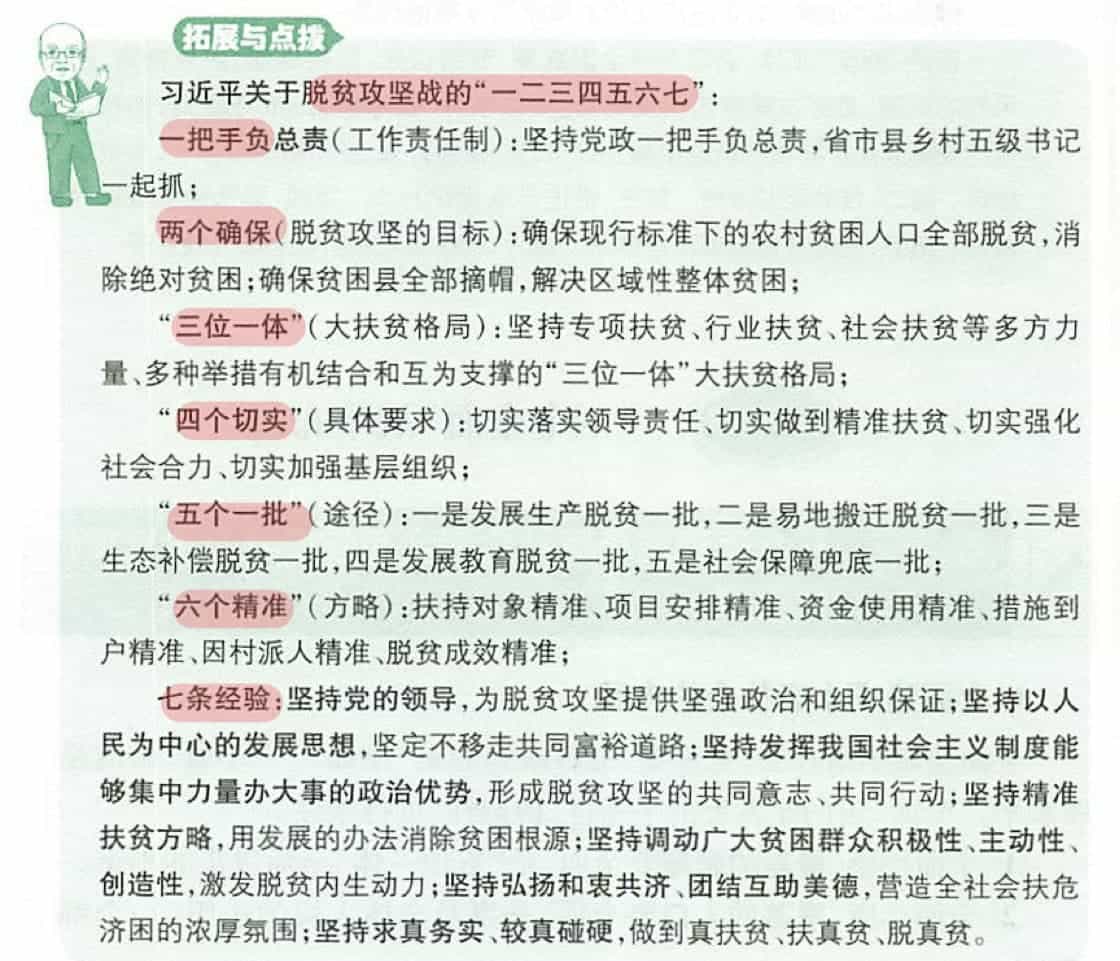 拓展与点拨
习近平关于脱贫攻坚战的“一二三四五六七”:
一把手负总责(工作责任制):坚持党政一把手负总责,省市县乡村五级书记
一起抓;
两个确保(脱贫攻坚的目标):确保现行标准下的农村贫困人口全部脱贫,消
除绝对贫困;确保贫困县全部摘帽,解决区域性整体贫困;
“三位一体”(大扶贫格局):坚持专项扶贫、行业扶贫、社会扶贫等多方力
量、多种举措有机结合和互为支撑的“三位一体”大扶贫格局;
“四个切实”(具体要求):切实落实领导责任、切实做到精准扶贫、切实强化
社会合力、切实加强基层组织;
“五个一批”(途径):一是发展生产脱贫一批,二是易地搬迁脱贫一批,三是
生态补偿脱贫一批,四是发展教育脱贫一批,五是社会保障兜底一批;
“六个精准”(方略):扶持对象精准、项目安排精准、资金使用精准、措施到
户精准、因村派人精准、脱贫成效精准;
七条经验:坚持党的领导,为脱贫攻坚提供坚强政治和组织保证;坚持以人
民为中心的发展思想,坚定不移走共同富裕道路;坚持发挥我国社会主义制度能
够集中力量办大事的政治优势,形成脱贫攻坚的共同意志、共同行动;坚持精准
扶贫方略,用发展的办法消除贫困根源;坚持调动广大贫困群众积极性、主动性、
创造性,激发脱贫内生动力;坚持弘扬和衷共济、团结互助美德,营造全社会扶危
济困的浓厚氛围;坚持求真务实、较真碰硬,做到真扶贫、扶真贫、脱真贫。